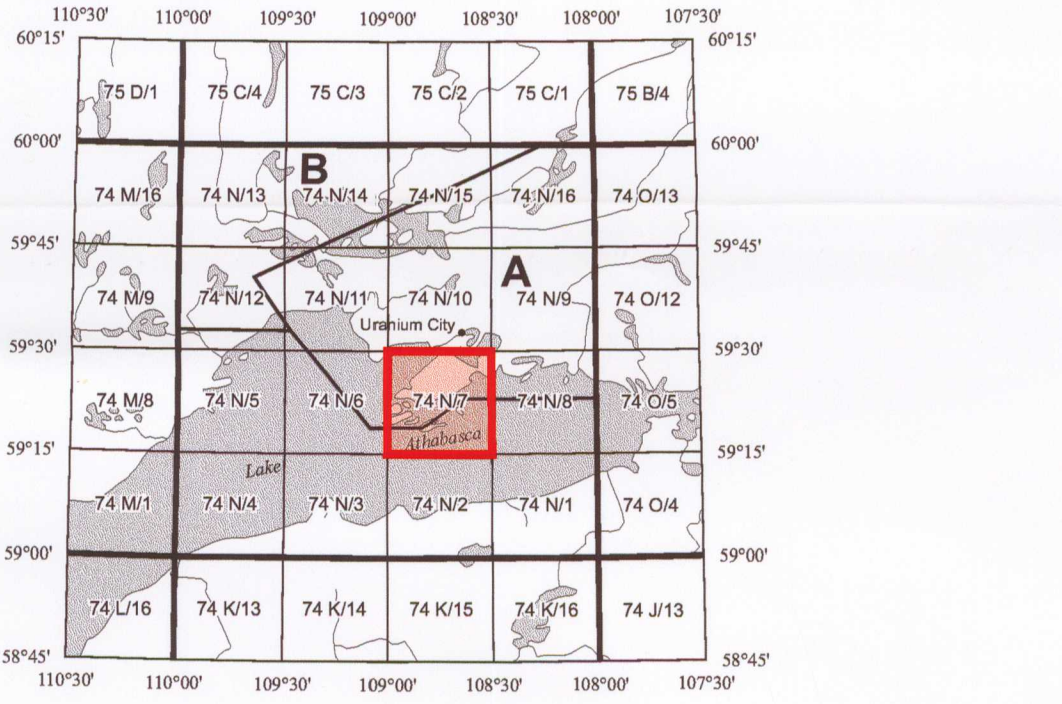 110°30' 110°00' 109°30' 109°00' 108°30' 108°00' 107°30'
60°15' 60°15'
75 D/1 75 C/4 75 C/3 75 C/2 75 C/1 75 B/4
60°00' 60°00'
B
74 M/16 74 N/13 74 N/14 74 N/15 74 N/16 74 O/13
59°45' 59°45'
A
74 M/9 74 N/12 74 N/11 74 N/10 74 N/9 74 O/12
Uranium City
59°30' 59°30'
74 M/8 74 N/5 74 N/6 74 N/7 74 N/8 74 O/5
Athabasca
59°15' 59°15'
Lake
74 M/1 74 N/4 74 N/3 74 N/2 74 N/1 74 O/4
59°00' 59°00'
74 L/16 74 K/13 74 K/14 74 K/15 74 K/16 74 J/13
58°45' 58°45'
110°30' 110°00' 109°30' 109°00' 108°30' 108°00' 107°30'